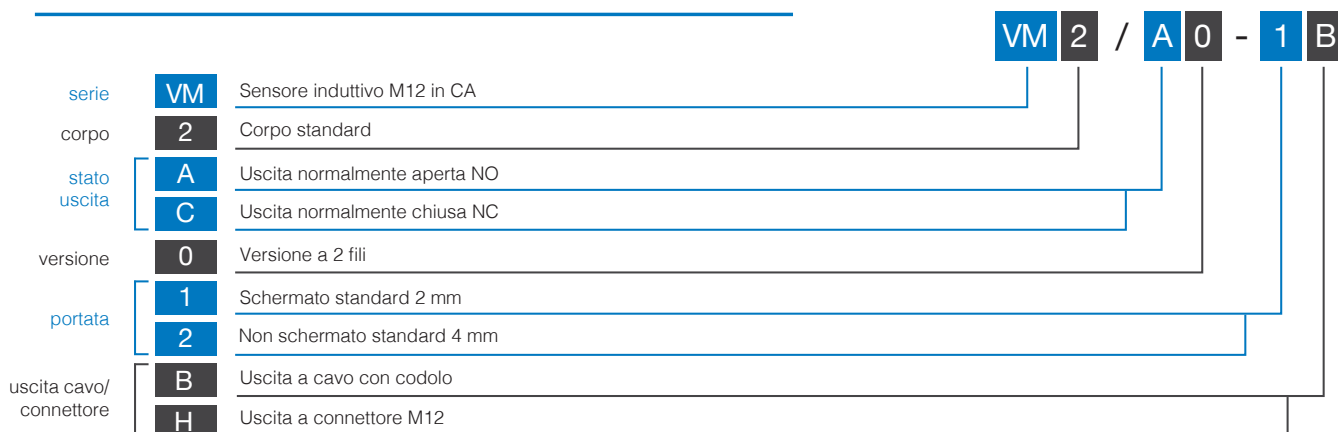 VM 2 / A 0 - 1 B
serie VM Sensore induttivo M12 in CA
corpo 2 Corpo standard
stato uscita
A Uscita normalmente aperta NO
C Uscita normalmente chiusa NC
versione 0 Versione a 2 fili
portata
1 Schermato standard 2 mm
2 Non schermato standard 4 mm
uscita cavo/
connettore
B Uscita a cavo con codolo
H Uscita a connettore M12